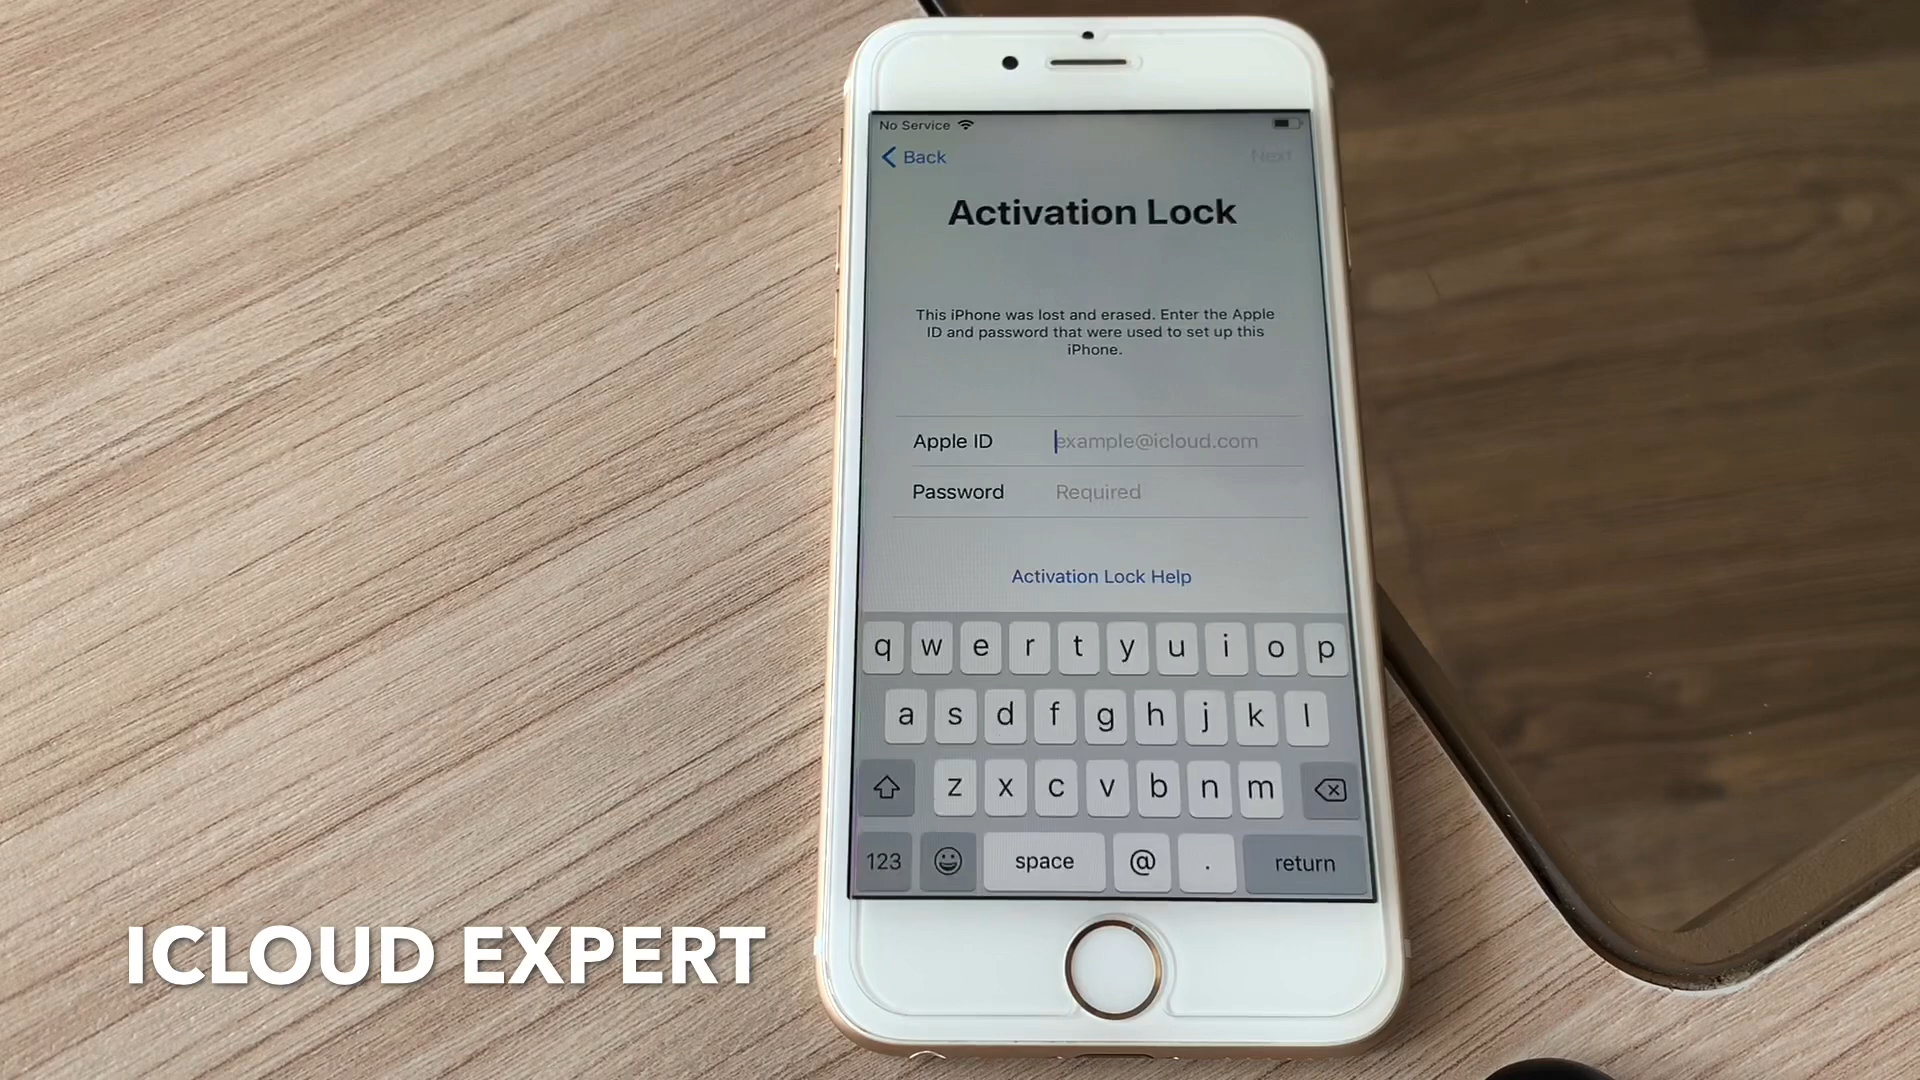 No Service
Back
Next
Activation Lock
This iPhone was lost and erased. Enter the Apple
ID and password that were used to set up this
iPhone.
Apple ID example@icloud.com
Password Required
Activation Lock Help
q w e r t y u i o p
a s d f g h j k l
z x c v b n m
123 space @ . return
ICLOUD EXPERT